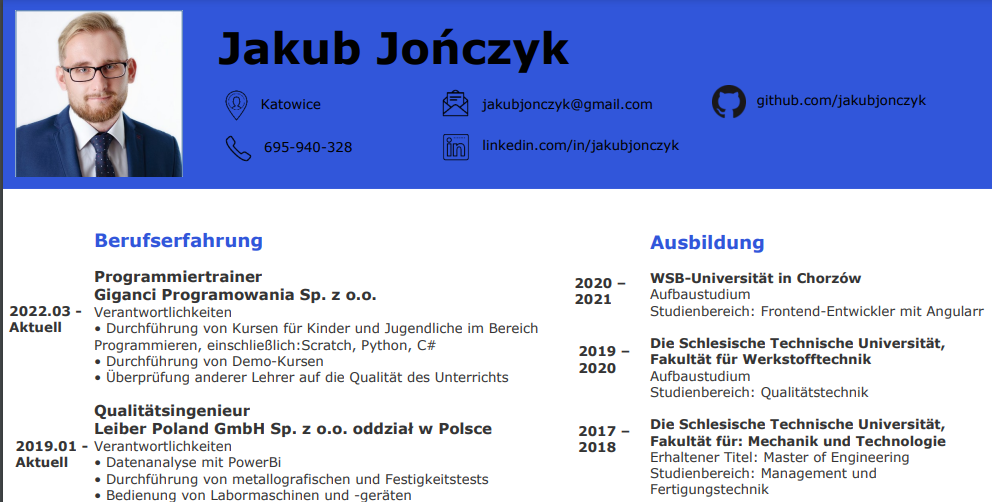 Jakub Jończyk
Katowice
695-940-328
jakubjonczyk@gmail.com
linkedin.com/in/jakubjonczyk
github.com/jakubjonczyk
Berufserfahrung
2022.03 -
Aktuell
Programmiertrainer
Giganci Programowania Sp. z o.o.
Verantwortlichkeiten
• Durchführung von Kursen für Kinder und Jugendliche im Bereich
Programmieren, einschließlich:Scratch, Python, C#
• Durchführung von Demo-Kursen
• Überprüfung anderer Lehrer auf die Qualität des Unterrichts
2019.01 -
Aktuell
Qualitätsingenieur
Leiber Poland GmbH Sp. z o.o. oddział w Polsce
Verantwortlichkeiten
• Datenanalyse mit PowerBi
• Durchführung von metallografischen und Festigkeitstests
• Bedienung von Labormaschinen und -geräten
Ausbildung
2020 –
2021
WSB-Universität in Chorzów
Aufbaustudium
Studienbereich: Frontend-Entwickler mit Angularr
2019 –
2020
Die Schlesische Technische Universität,
Fakultät für Werkstofftechnik
Aufbaustudium
Studienbereich: Qualitätstechnik
2017 –
2018
Die Schlesische Technische Universität,
Fakultät für: Mechanik und Technologie
Erhaltener Titel: Master of Engineering
Studienbereich: Management und
Fertigungstechnik